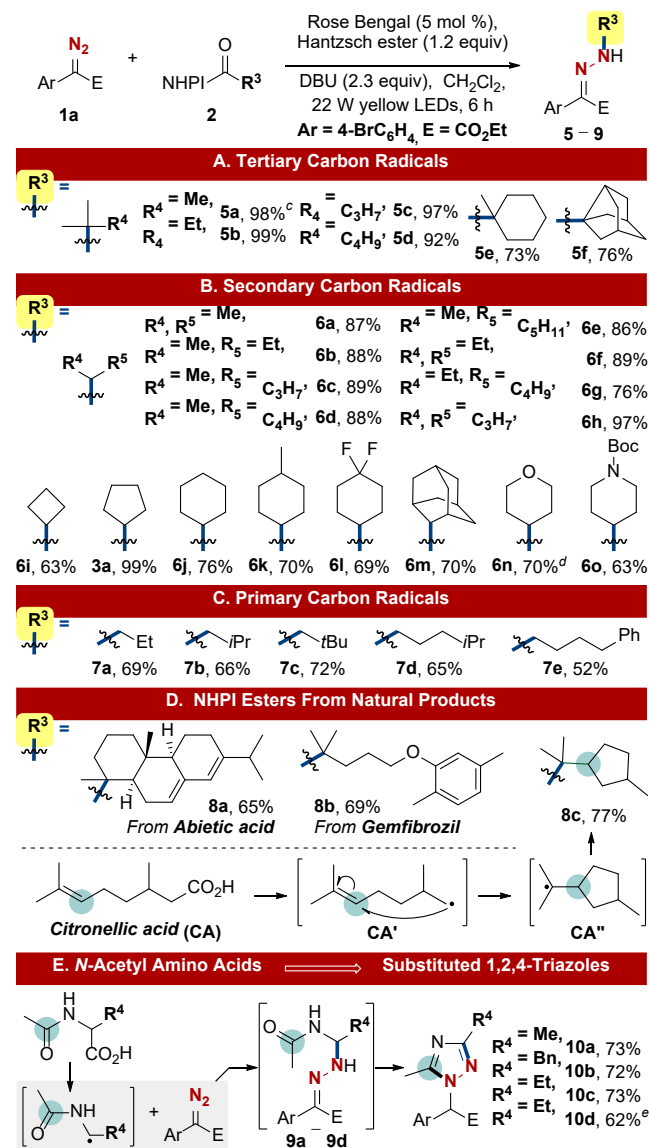 N2
Ar E
1a
+
O
NHPI R3
2
Rose Bengal (5 mol %),
Hantzsch ester (1.2 equiv)
DBU (2.3 equiv), CH2Cl2,
22 W yellow LEDs, 6 h
Ar = 4-BrC6H4, E = CO2Et
R3
N NH
Ar E
5 – 9
A. Tertiary Carbon Radicals
R3 =
R4
R4 = Me, 5a, 98%c
R4 = Et, 5b, 99%
R4 = C3H7, 5c, 97%
R4 = C4H9, 5d, 92%
5e, 73%
5f, 76%
B. Secondary Carbon Radicals
R3 =
R4 R5
R4, R5 = Me, 6a, 87%
R4 = Me, R5 = Et, 6b, 88%
R4 = Me, R5 = C3H7, 6c, 89%
R4 = Me, R5 = C4H9, 6d, 88%
R4 = Me, R5 = C5H11, 6e, 86%
R4, R5 = Et, 6f, 89%
R4 = Et, R5 = C4H9, 6g, 76%
R4, R5 = C3H7, 6h, 97%
F F
O
Boc
N
6i, 63% 3a, 99% 6j, 76% 6k, 70% 6l, 69% 6m, 70% 6n, 70%d 6o, 63%
C. Primary Carbon Radicals
R3 =
Et iPr tBu iPr Ph
7a, 69% 7b, 66% 7c, 72% 7d, 65% 7e, 52%
D. NHPI Esters From Natural Products
R3 =
H
H
8a, 65%
From Abietic acid
O
8b, 69%
From Gemfibrozil
8c, 77%
CO2H
Citronellic acid (CA)
CA'
CA"
E. N-Acetyl Amino Acids Substituted 1,2,4-Triazoles
H
N R4
O CO2H
O NH
R4
+
N2
Ar E
O H
N R4
N NH
Ar E
9a – 9d
R4
N
N
N
Ar E
R4 = Me, 10a, 73%
R4 = Bn, 10b, 72%
R4 = Et, 10c, 73%
R4 = Et, 10d, 62%e